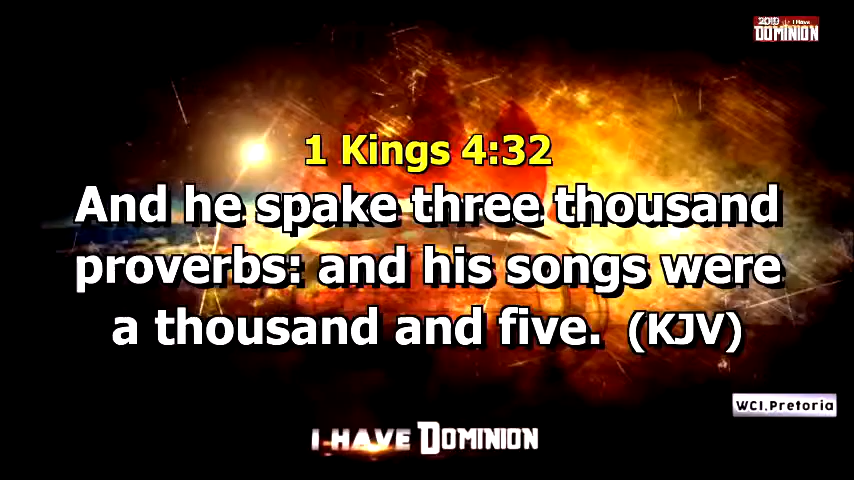 2019 I Have
DOMINION
1 Kings 4:32
And he spake three thousand
proverbs: and his songs were
a thousand and five. (KJV)
WCI.Pretoria
I HAVE DOMINION